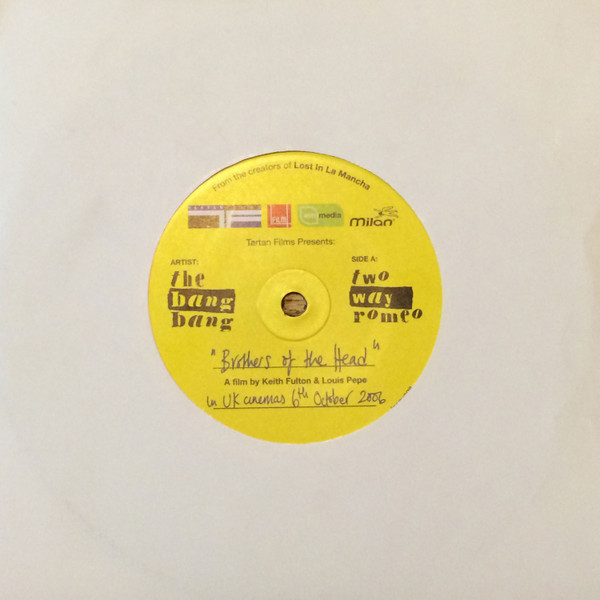 From the creators of Lost In La Mancha
FILM
media
milan
Tartan Films Presents:
ARTIST:
the
bang
bang
SIDE A:
two
way
romeo
"Brothers of the Head"
A film by Keith Fulton & Louis Pepe
in UK cinemas 6th October 2006